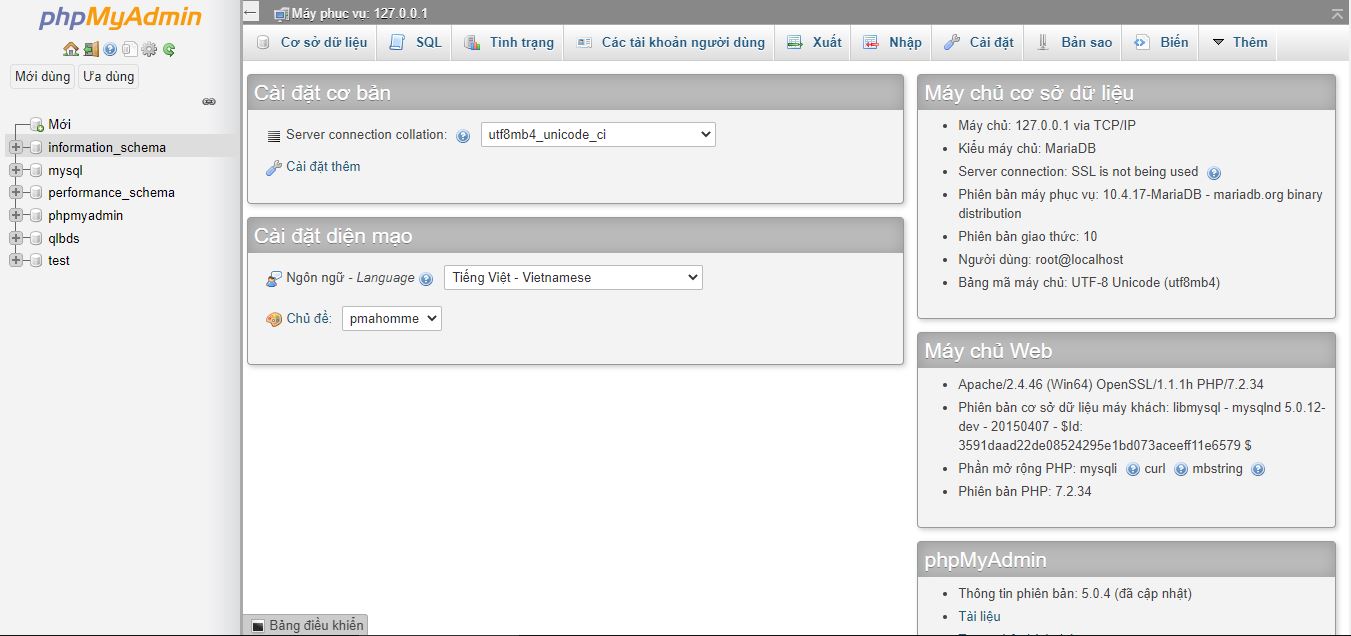 phpMyAdmin
Mới dùng Ưa dùng
Mới
information_schema
mysql
performance_schema
phpmyadmin
qlbds
test
Máy phục vụ: 127.0.0.1
Cơ sở dữ liệu SQL Tình trạng Các tài khoản người dùng Xuất Nhập Cài đặt Bản sao Biến Thêm
Cài đặt cơ bản
Server connection collation: utf8mb4_unicode_ci
Cài đặt thêm
Cài đặt diện mạo
Ngôn ngữ - Language Tiếng Việt - Vietnamese
Chủ đề: pmahomme
Máy chủ cơ sở dữ liệu
Máy chủ: 127.0.0.1 via TCP/IP
Kiểu máy chủ: MariaDB
Server connection: SSL is not being used
Phiên bản máy phục vụ: 10.4.17-MariaDB - mariadb.org binary
distribution
Phiên bản giao thức: 10
Người dùng: root@localhost
Bảng mã máy chủ: UTF-8 Unicode (utf8mb4)
Máy chủ Web
Apache/2.4.46 (Win64) OpenSSL/1.1.1h PHP/7.2.34
Phiên bản cơ sở dữ liệu máy khách: libmysql - mysqlnd 5.0.12-
dev - 20150407 - $Id:
3591daad22de08524295e1bd073aceeff11e6579 $
Phần mở rộng PHP: mysqli curl mbstring
Phiên bản PHP: 7.2.34
phpMyAdmin
Thông tin phiên bản: 5.0.4 (đã cập nhật)
Tài liệu
Bảng điều khiển